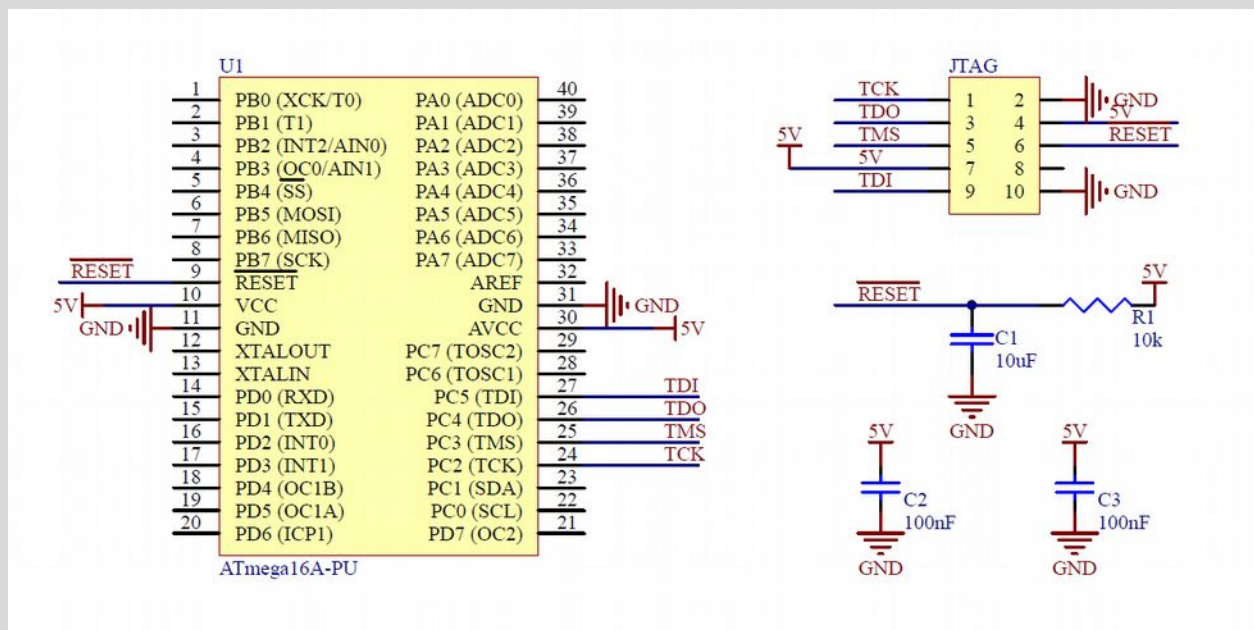 U1
1 PB0 (XCK/T0) PA0 (ADC0) 40
2 PB1 (T1) PA1 (ADC1) 39
3 PB2 (INT2/AIN0) PA2 (ADC2) 38
4 PB3 (OC0/AIN1) PA3 (ADC3) 37
5 PB4 (SS) PA4 (ADC4) 36
6 PB5 (MOSI) PA5 (ADC5) 35
7 PB6 (MISO) PA6 (ADC6) 34
8 PB7 (SCK) PA7 (ADC7) 33
RESET 9 RESET AREF 32
5V 10 VCC GND 31 GND
GND 11 GND AVCC 30 5V
12 XTALOUT PC7 (TOSC2) 29
13 XTALIN PC6 (TOSC1) 28
14 PD0 (RXD) PC5 (TDI) 27 TDI
15 PD1 (TXD) PC4 (TDO) 26 TDO
16 PD2 (INT0) PC3 (TMS) 25 TMS
17 PD3 (INT1) PC2 (TCK) 24 TCK
18 PD4 (OC1B) PC1 (SDA) 23
19 PD5 (OC1A) PC0 (SCL) 22
20 PD6 (ICP1) PD7 (OC2) 21
ATmega16A-PU
JTAG
TCK 1 2 GND
TDO 3 4 5V
TMS 5 6 RESET
5V 5V 7 8
TDI 9 10 GND
RESET 5V
R1
10k
C1
10uF
GND
5V 5V
C2 C3
100nF 100nF
GND GND